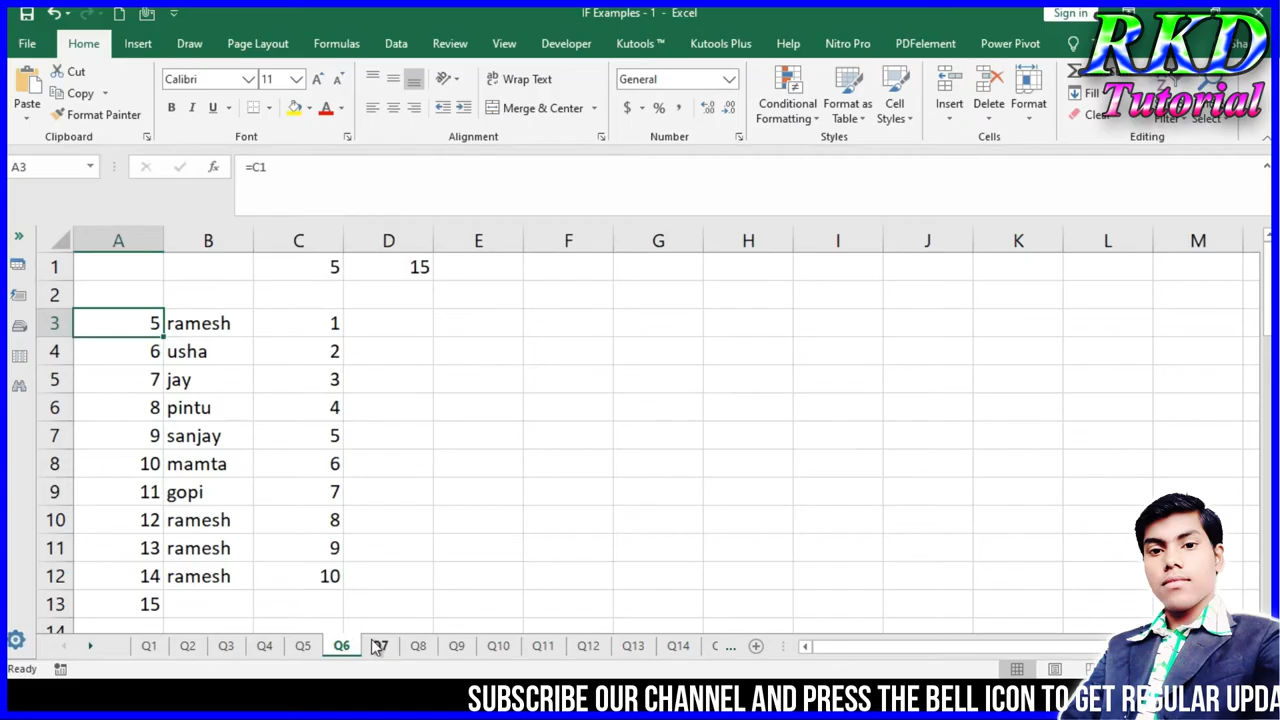 IF Examples - 1 - Excel
Sign in
File Home Insert Draw Page Layout Formulas Data Review View Developer Kutools ™ Kutools Plus Help Nitro Pro PDFelement Power Pivot
RKD
Tutorial
Cut
Copy
Format Painter
Paste
Calibri 11
B I U
Wrap Text
Merge & Center
General
$ % ,
Conditional Formatting
Format as Table
Cell Styles
Insert
Delete
Format
Fill
Clear
Filter
Select
Clipboard Font Alignment Number Styles Cells Editing
A3 fx =C1
A B C D E F G H I J K L M
1 5 15
2
3 5 ramesh 1
4 6 usha 2
5 7 jay 3
6 8 pintu 4
7 9 sanjay 5
8 10 mamta 6
9 11 gopi 7
10 12 ramesh 8
11 13 ramesh 9
12 14 ramesh 10
13 15
Q1 Q2 Q3 Q4 Q5 Q6 Q7 Q8 Q9 Q10 Q11 Q12 Q13 Q14 ...
Ready
SUBSCRIBE OUR CHANNEL AND PRESS THE BELL ICON TO GET REGULAR UPDA